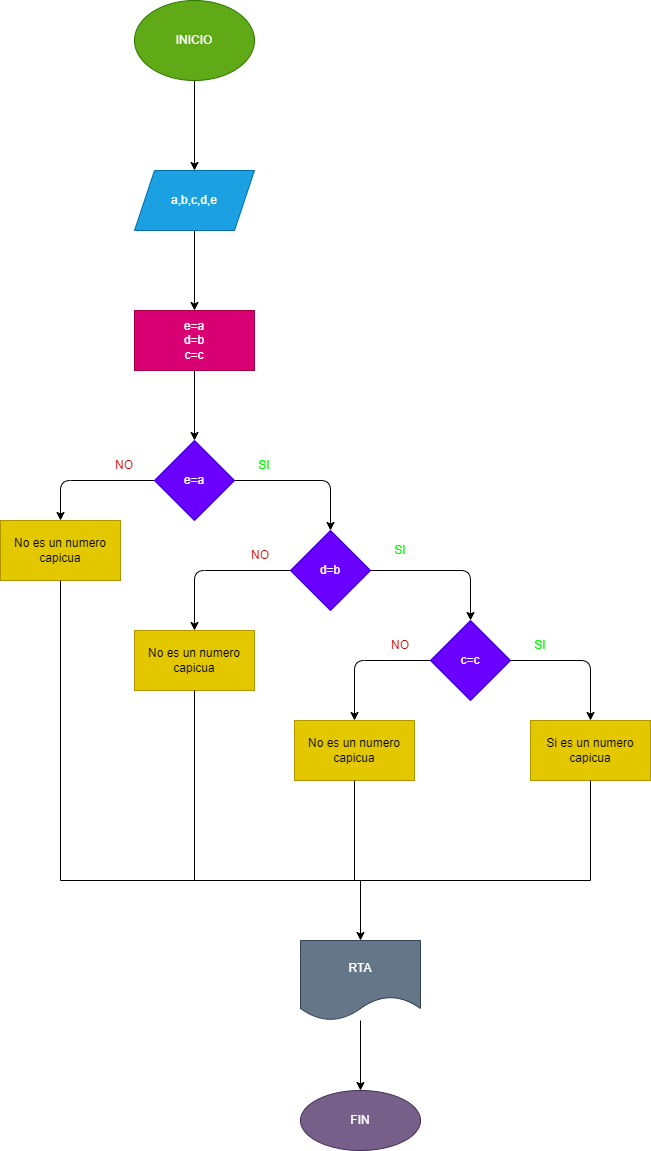 INICIO
a,b,c,d,e
e=a
d=b
c=c
NO
SI
e=a
No es un numero
capicua
NO
SI
d=b
No es un numero
capicua
NO
SI
c=c
No es un numero
capicua
Si es un numero
capicua
RTA
FIN